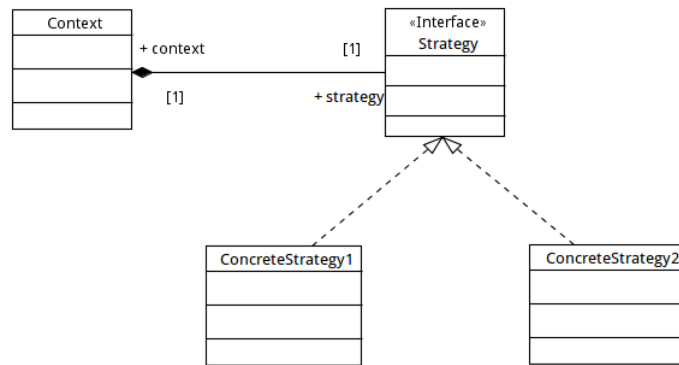 Context
«Interface»
Strategy
+ context
[1]
[1]
+ strategy
ConcreteStrategy1
ConcreteStrategy2